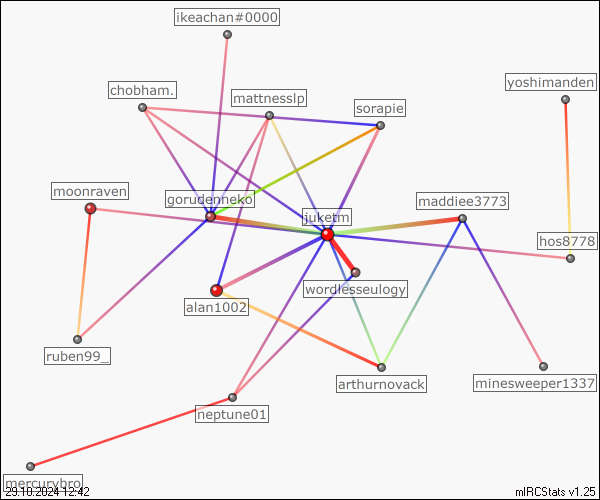 ikeachan#0000
chobham.
mattnesslp
yoshimanden
sorapie
moonraven
gorudenneko
maddiee3773
juketm
hos8778
wordlesseulogy
alan1002
ruben99_
arthurnovack
minesweeper1337
neptune01
mercurybro
29.10.2024 12:42
mIRCStats v1.25